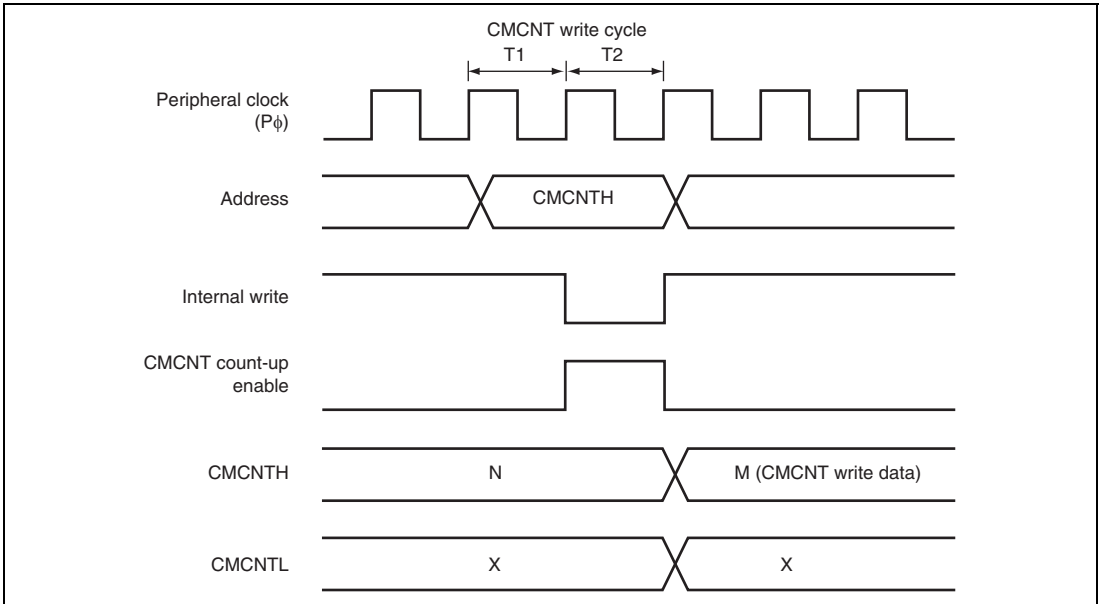 CMCNT write cycle
T1 T2
Peripheral clock
(Pϕ)
Address CMCNTH
Internal write
CMCNT count-up
enable
CMCNTH N M (CMCNT write data)
CMCNTL X X